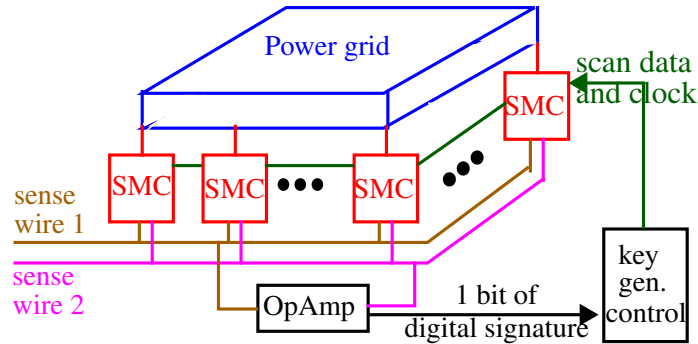 Power grid
scan data
and clock
SMC
SMC
SMC
SMC
sense
wire 1
sense
wire 2
OpAmp
1 bit of
digital signature
key
gen.
control